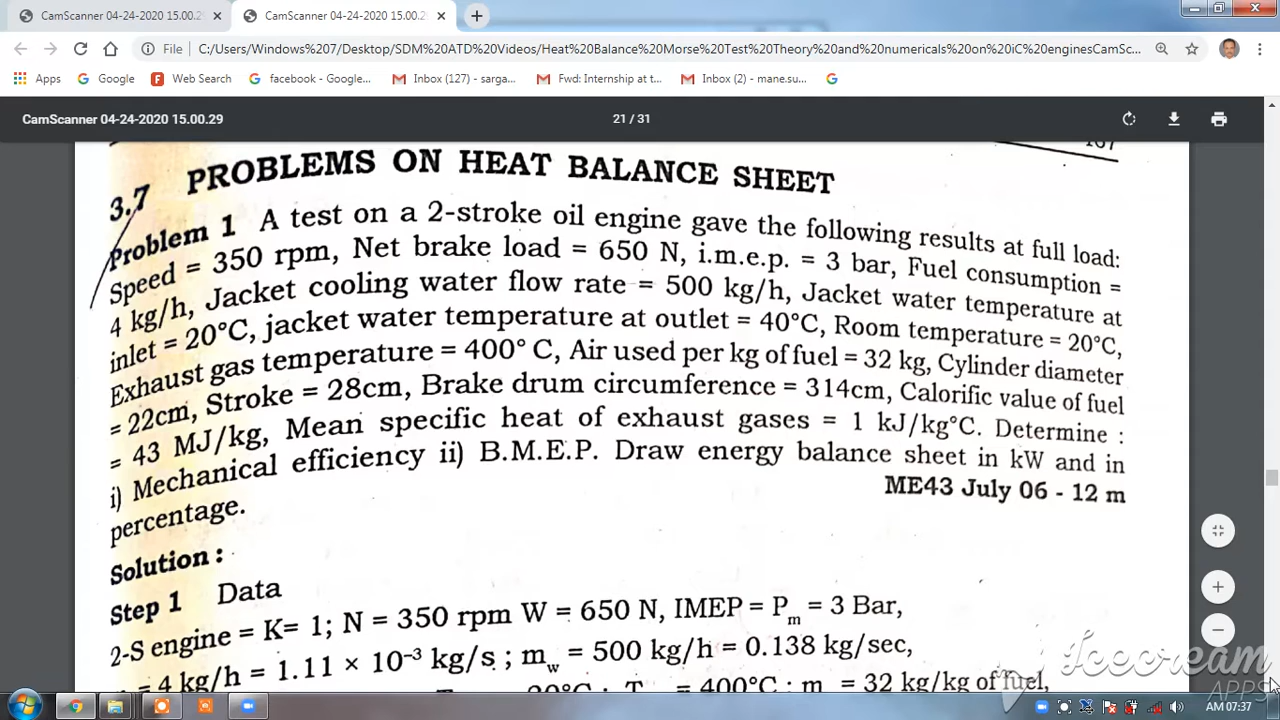 CamScanner 04-24-2020 15.00.2
CamScanner 04-24-2020 15.00.2
File C:/Users/Windows%207/Desktop/SDM%20ATD%20Videos/Heat%20Balance%20Morse%20Test%20Theory%20and%20numericals%20on%20iC%20enginesCamSc...
Apps Google Web Search facebook - Google... Inbox (127) - sarga... Fwd: Internship at t... Inbox (2) - mane.su...
CamScanner 04-24-2020 15.00.29 21 / 31
3.7 PROBLEMS ON HEAT BALANCE SHEET
Problem 1 A test on a 2-stroke oil engine gave the following results at full load:
Speed = 350 rpm, Net brake load = 650 N, i.m.e.p. = 3 bar, Fuel consumption =
4 kg/h, Jacket cooling water flow rate = 500 kg/h, Jacket water temperature at
inlet = 20°C, jacket water temperature at outlet = 40°C, Room temperature = 20°C,
Exhaust gas temperature = 400° C, Air used per kg of fuel = 32 kg, Cylinder diameter
= 22cm, Stroke = 28cm, Brake drum circumference = 314cm, Calorific value of fuel
= 43 MJ/kg, Mean specific heat of exhaust gases = 1 kJ/kg°C. Determine :
i) Mechanical efficiency ii) B.M.E.P. Draw energy balance sheet in kW and in
percentage.
ME43 July 06 - 12 m
Solution :
Step 1 Data
2-S engine = K= 1; N = 350 rpm W = 650 N, IMEP = Pm = 3 Bar,
= 4 kg/h = 1.11 × 10⁻³ kg/s ; mw = 500 kg/h = 0.138 kg/sec,
= 400°C ; m = 32 kg/kg of fuel,
Icecream
APPS
AM 07:37